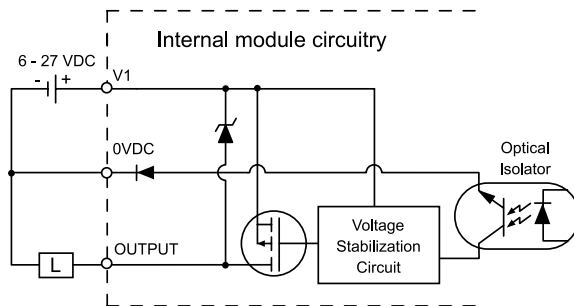 Internal module circuitry
6 - 27 VDC
- +
V1
0VDC
Optical
Isolator
OUTPUT
L
Voltage
Stabilization
Circuit